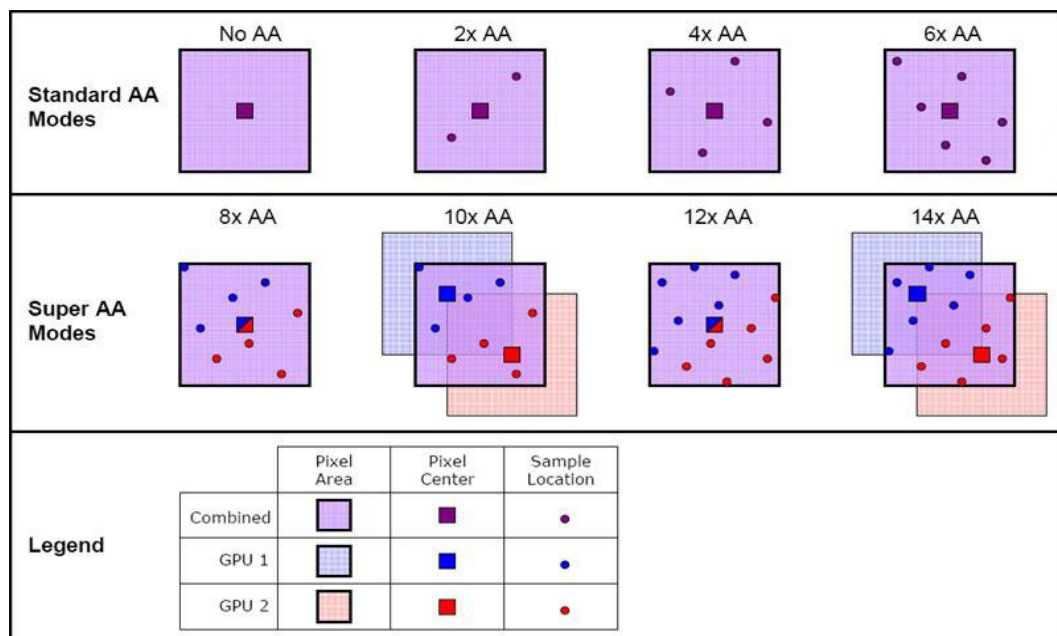 No AA 2x AA 4x AA 6x AA
Standard AA
Modes
8x AA 10x AA 12x AA 14x AA
Super AA
Modes
Legend
Pixel Area Pixel Center Sample Location
Combined
GPU 1
GPU 2